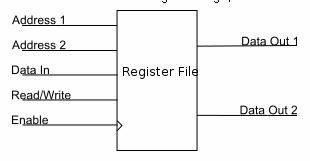 Address 1
Address 2
Data In
Read/Write
Enable
Register File
Data Out 1
Data Out 2